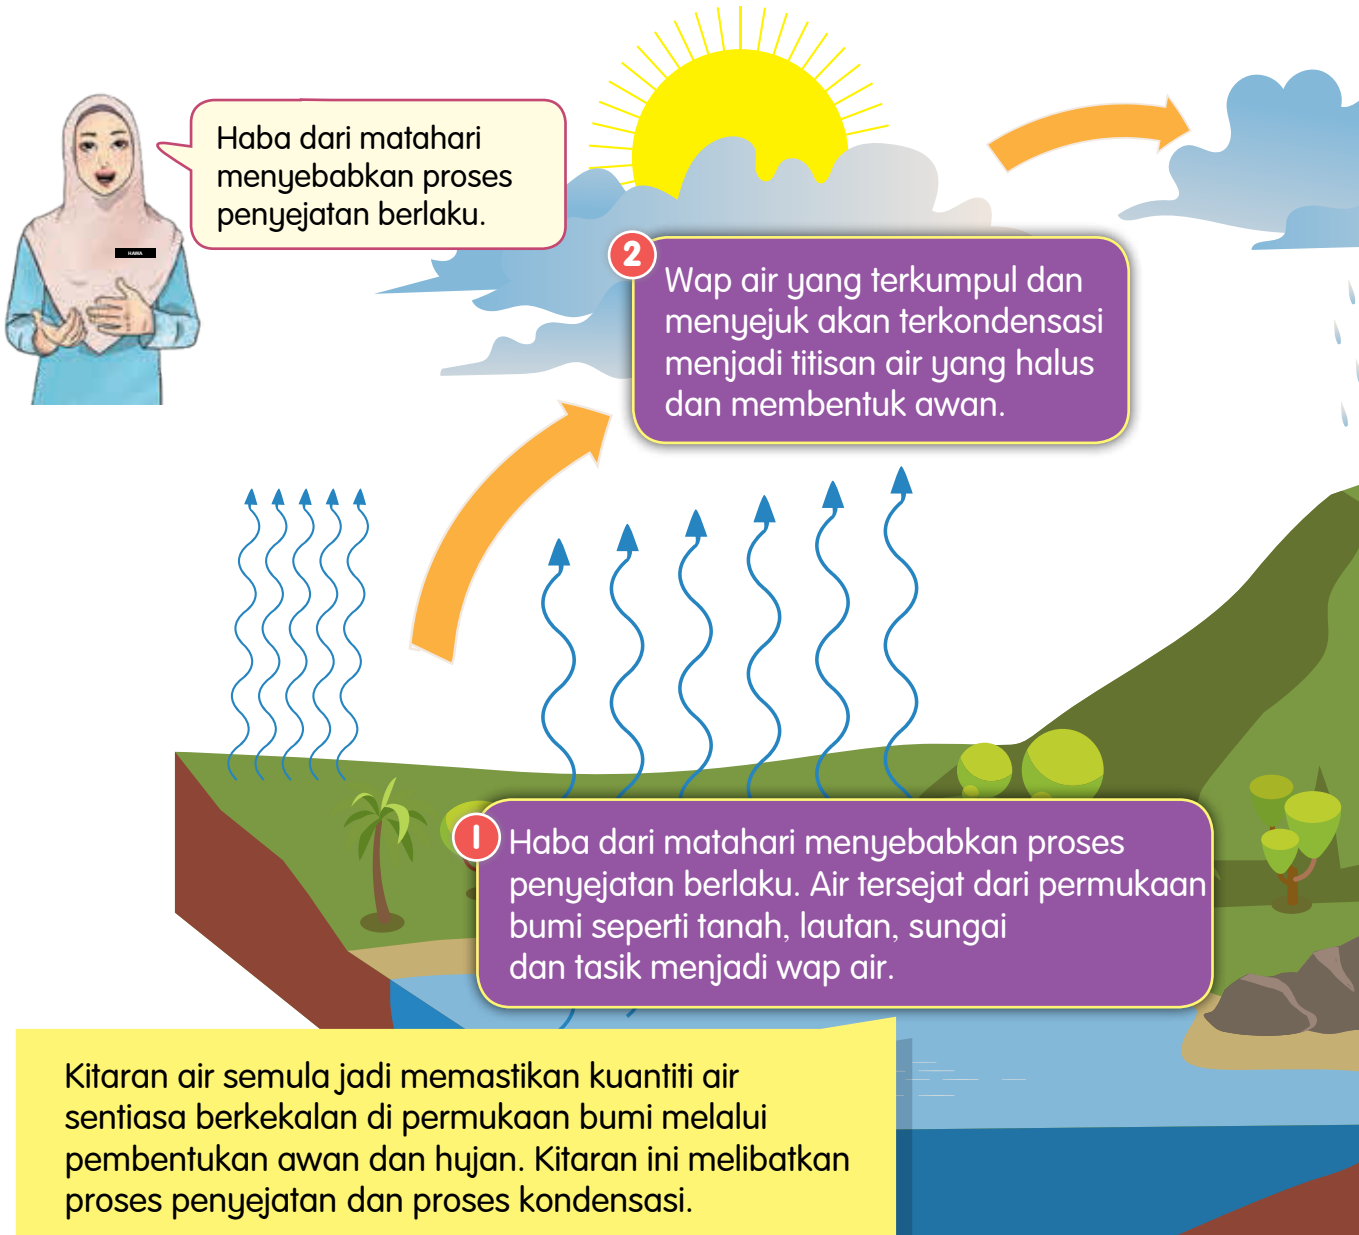 Haba dari matahari
menyebabkan proses
penyejatan berlaku.
HAWA
2
Wap air yang terkumpul dan
menyejuk akan terkondensasi
menjadi titisan air yang halus
dan membentuk awan.
1
Haba dari matahari menyebabkan proses
penyejatan berlaku. Air tersejat dari permukaan
bumi seperti tanah, lautan, sungai
dan tasik menjadi wap air.
Kitaran air semula jadi memastikan kuantiti air
sentiasa berkekalan di permukaan bumi melalui
pembentukan awan dan hujan. Kitaran ini melibatkan
proses penyejatan dan proses kondensasi.